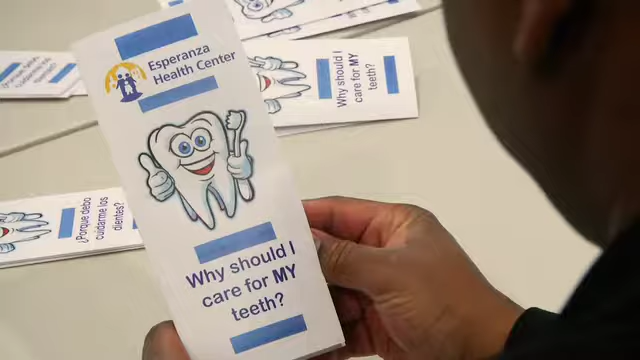 Esperanza
Health Center
Why should I
care for MY
teeth?
Why should I
care for MY
teeth?
¿Porque debo
cuidarme los
dientes?